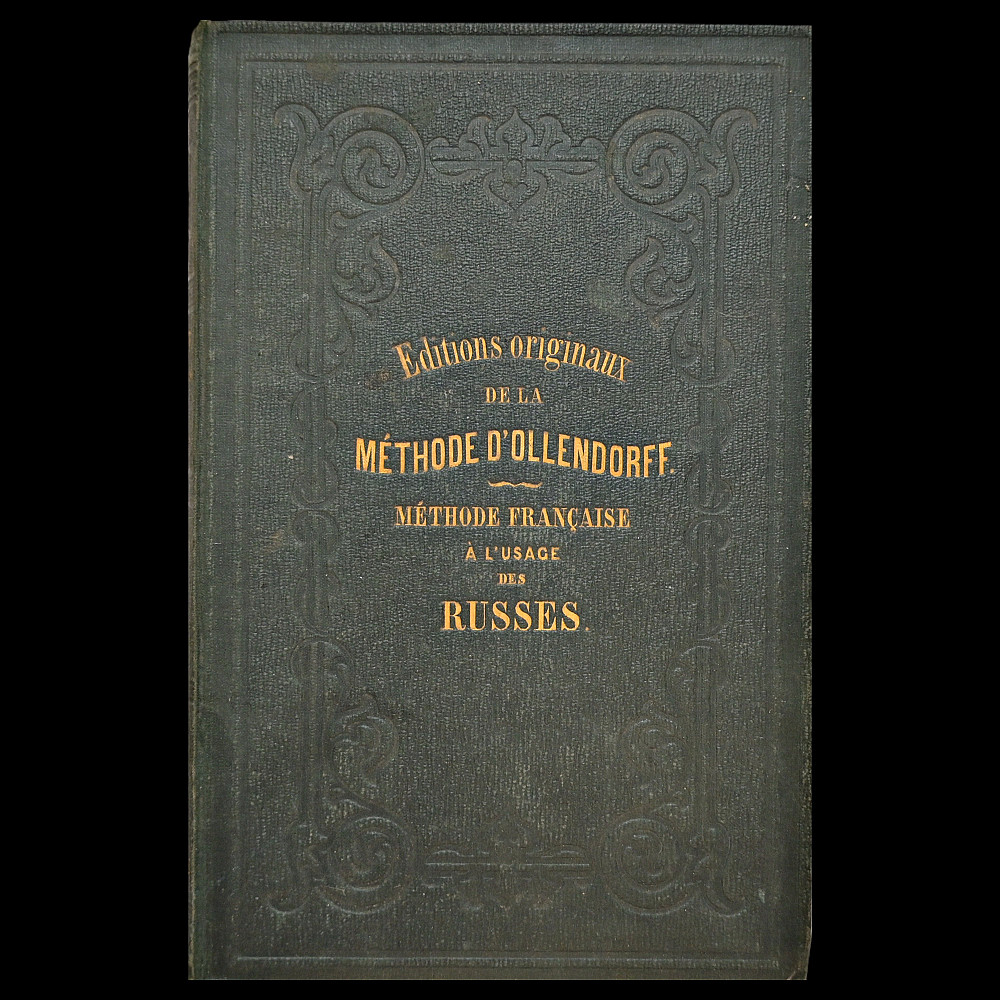 Editions originaux
DE LA
MÉTHODE D'OLLENDORFF.
MÉTHODE FRANÇAISE
À L'USAGE
DES
RUSSES.